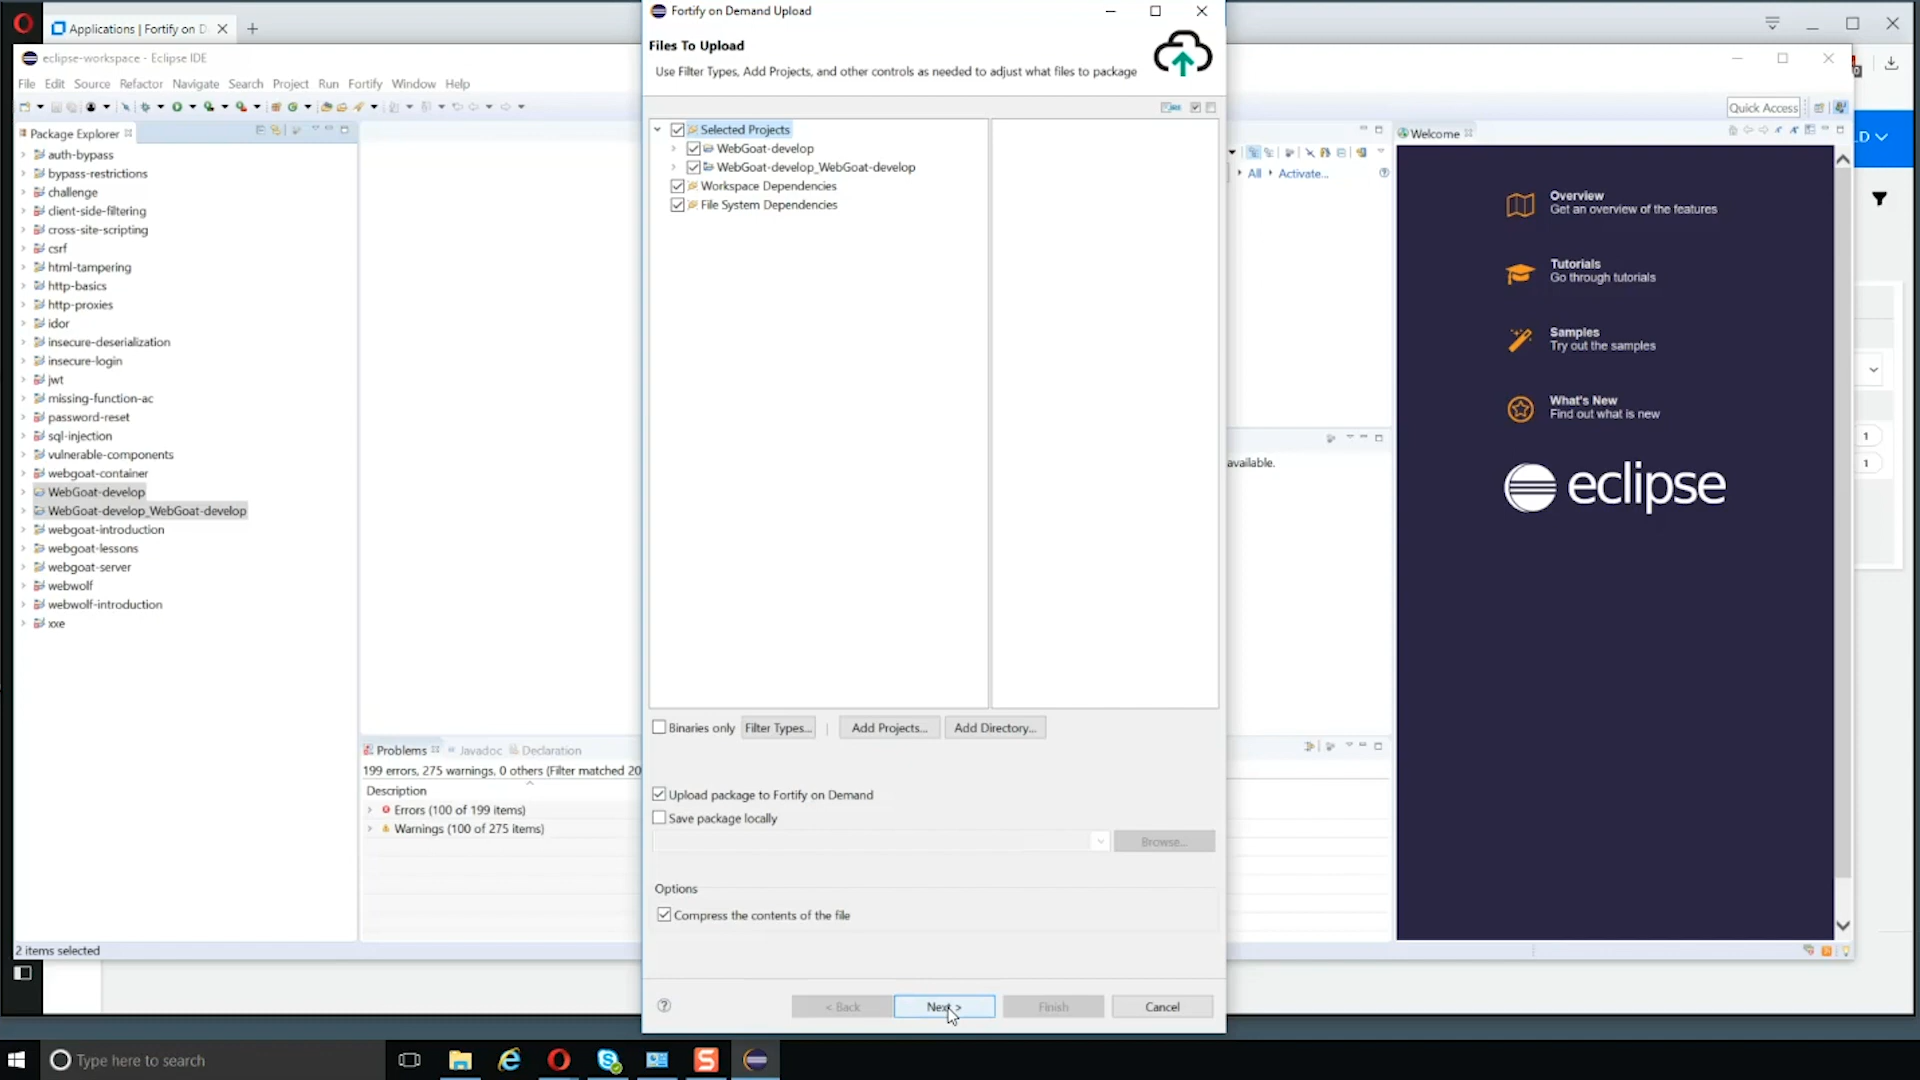 Applications | Fortify on D
eclipse-workspace - Eclipse IDE
File Edit Source Refactor Navigate Search Project Run Fortify Window Help
Quick Access
Package Explorer
auth-bypass
bypass-restrictions
challenge
client-side-filtering
cross-site-scripting
csrf
html-tampering
http-basics
http-proxies
idor
insecure-deserialization
insecure-login
jwt
missing-function-ac
password-reset
sql-injection
vulnerable-components
webgoat-container
WebGoat-develop
WebGoat-develop_WebGoat-develop
webgoat-introduction
webgoat-lessons
webgoat-server
webwolf
webwolf-introduction
xxe
2 items selected
Problems Javadoc Declaration
199 errors, 275 warnings, 0 others (Filter matched 20
Description
Errors (100 of 199 items)
Warnings (100 of 275 items)
Fortify on Demand Upload
Files To Upload
Use Filter Types, Add Projects, and other controls as needed to adjust what files to package
Selected Projects
WebGoat-develop
WebGoat-develop_WebGoat-develop
Workspace Dependencies
File System Dependencies
Binaries only Filter Types... | Add Projects... Add Directory...
Upload package to Fortify on Demand
Save package locally
Browse...
Options
Compress the contents of the file
< Back Next > Finish Cancel
All Activate...
available.
Welcome
Overview
Get an overview of the features
Tutorials
Go through tutorials
Samples
Try out the samples
What's New
Find out what is new
eclipse
LD
1
1
Type here to search